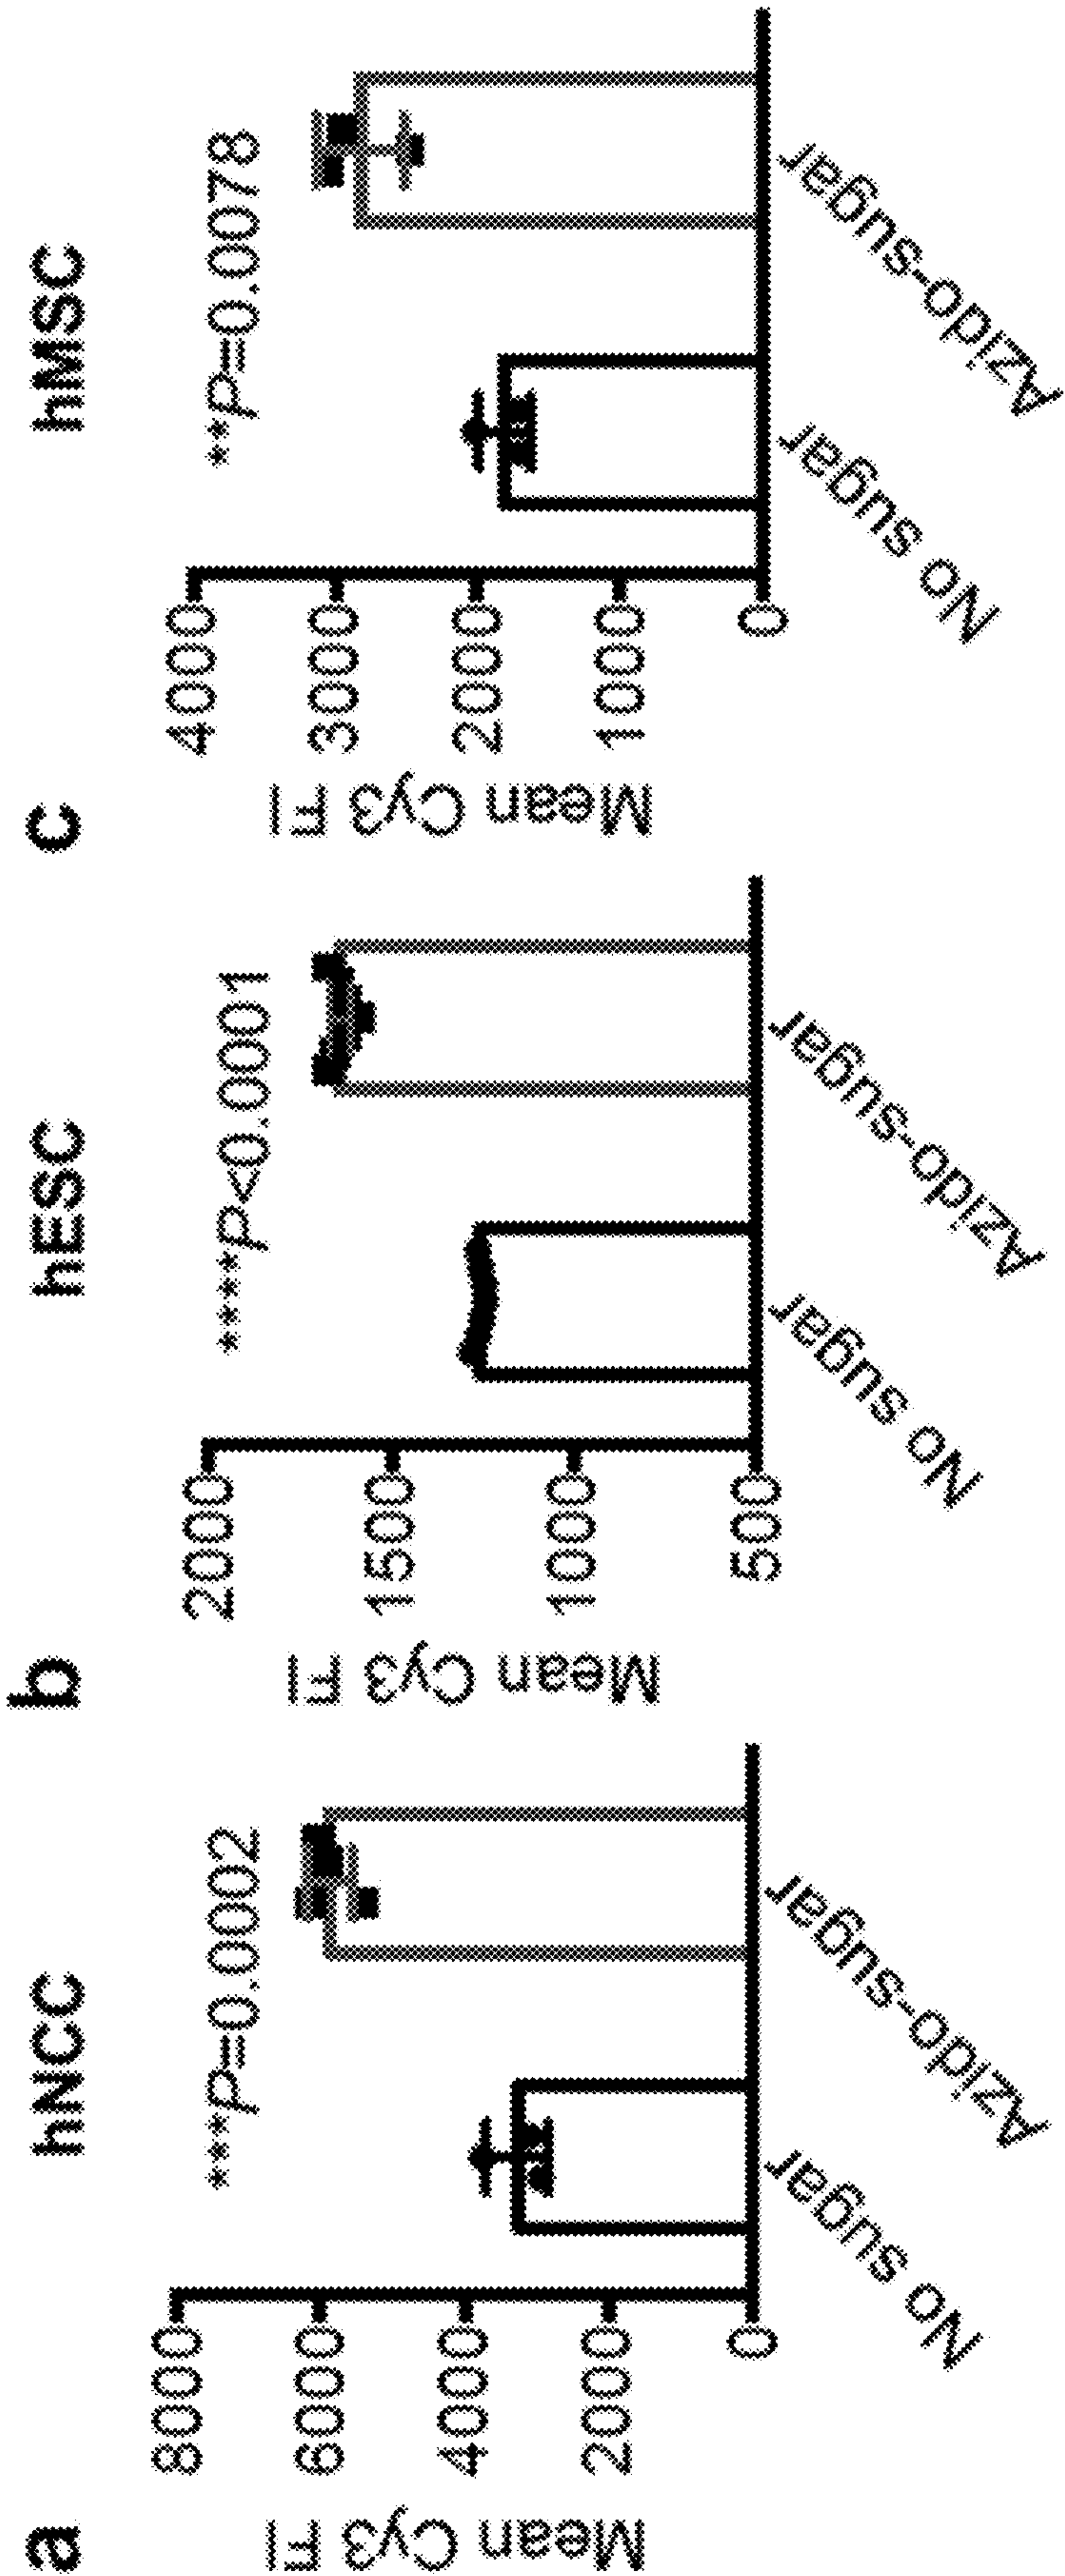 a
hNCC
***P=0.0002
Mean Cy3 FI
8000
6000
4000
2000
0
No sugar
Azido-sugar
b
hESC
****P<0.0001
Mean Cy3 FI
2000
1500
1000
500
No sugar
Azido-sugar
c
hMSC
**P=0.0078
Mean Cy3 FI
4000
3000
2000
1000
0
No sugar
Azido-sugar